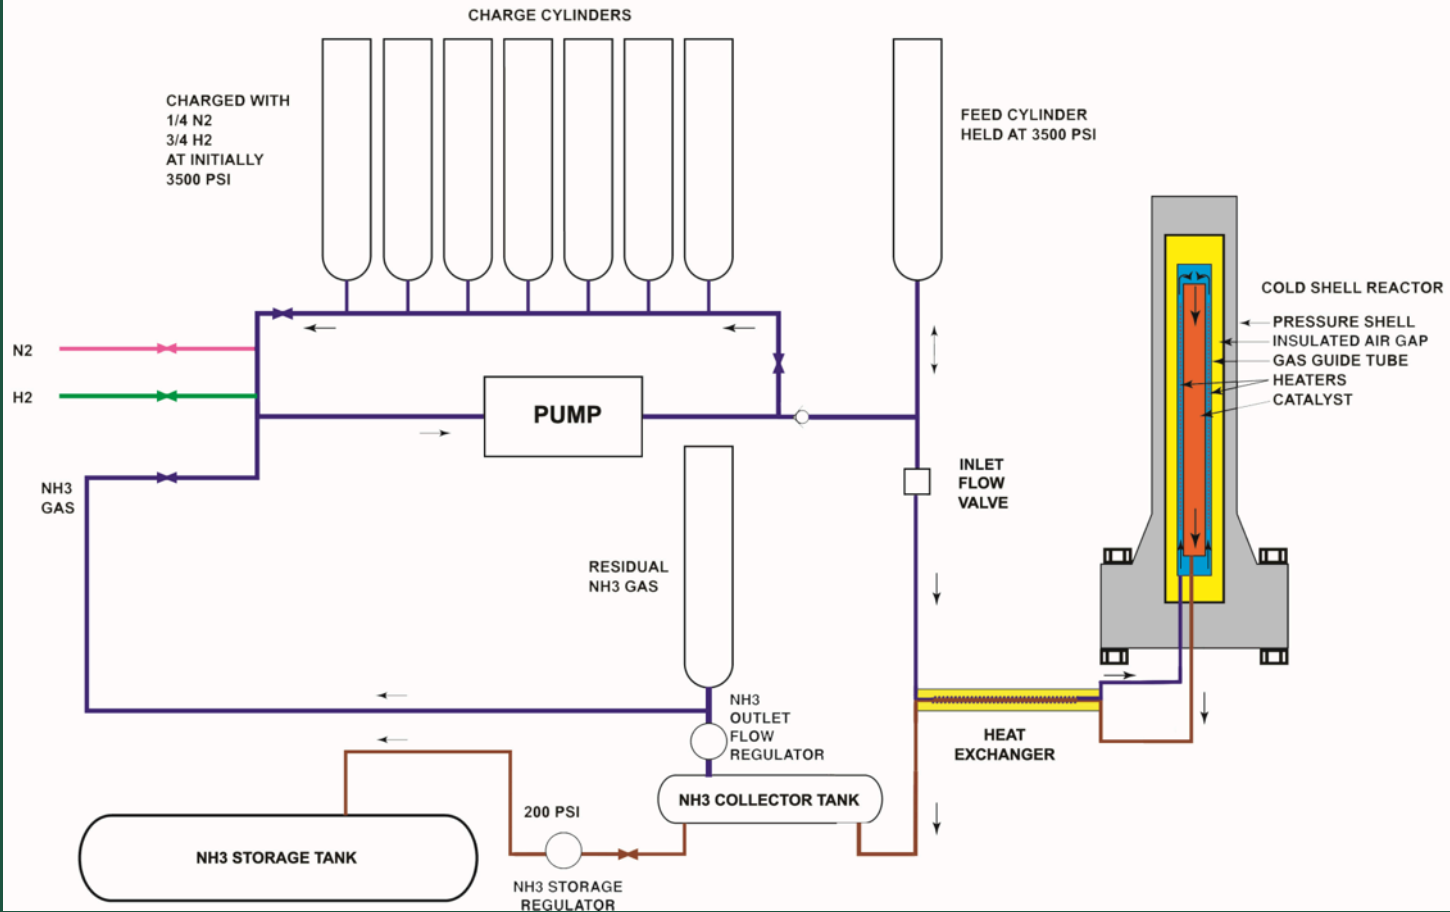 CHARGE CYLINDERS
CHARGED WITH
1/4 N2
3/4 H2
AT INITIALLY
3500 PSI
FEED CYLINDER
HELD AT 3500 PSI
COLD SHELL REACTOR
PRESSURE SHELL
INSULATED AIR GAP
GAS GUIDE TUBE
HEATERS
CATALYST
N2
H2
PUMP
INLET
FLOW
VALVE
NH3
GAS
RESIDUAL
NH3 GAS
NH3
OUTLET
FLOW
REGULATOR
HEAT
EXCHANGER
NH3 COLLECTOR TANK
200 PSI
NH3 STORAGE TANK
NH3 STORAGE
REGULATOR